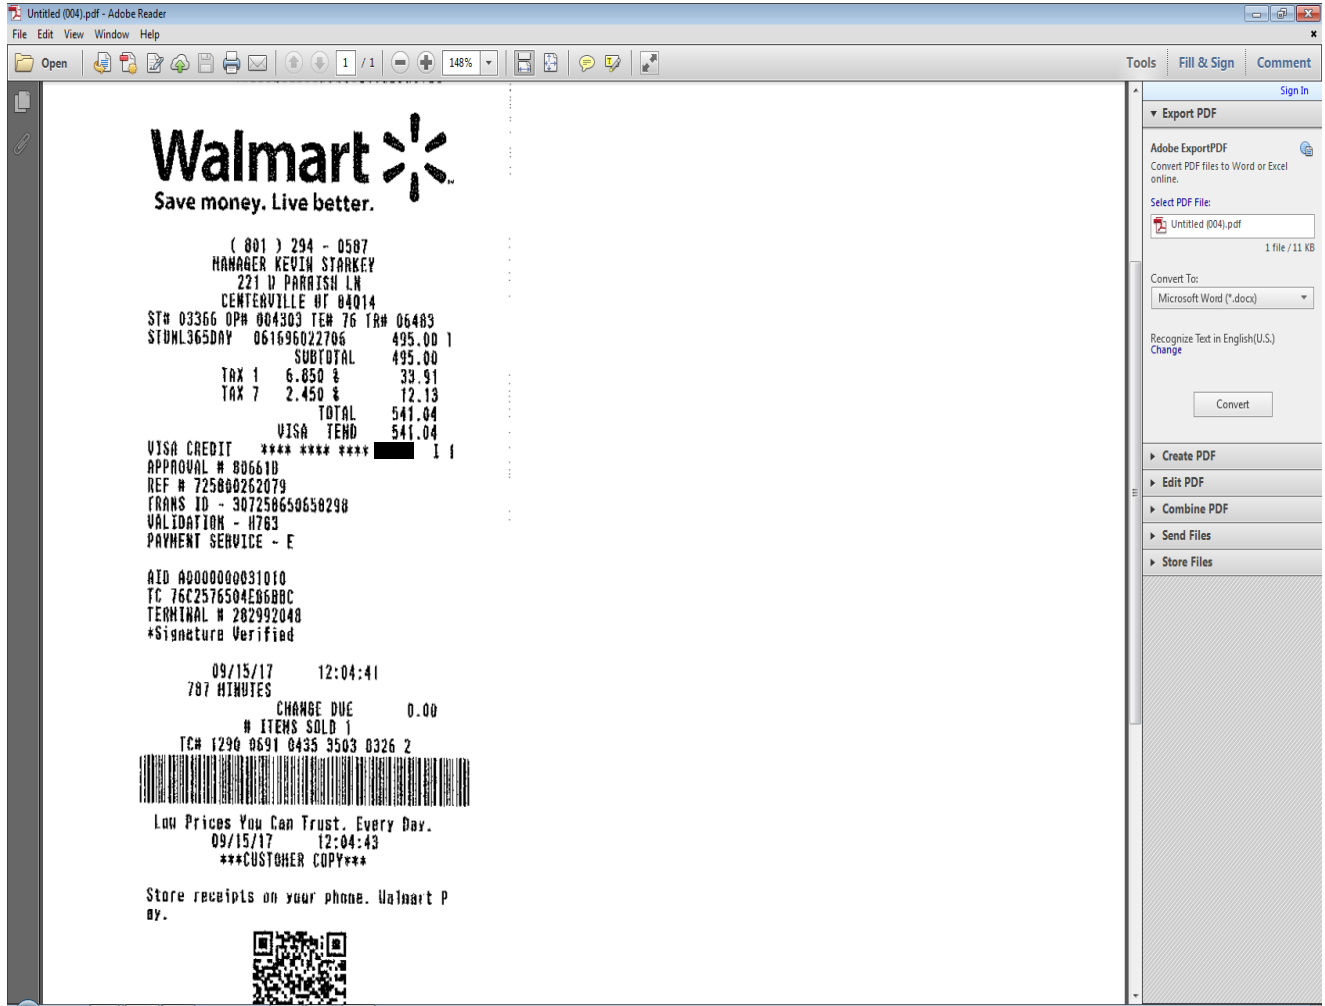 Untitled (004).pdf - Adobe Reader
File Edit View Window Help
Open 1 / 1 148% Tools Fill & Sign Comment
Sign In
Export PDF
Adobe ExportPDF
Convert PDF files to Word or Excel
online.
Select PDF File:
Untitled (004).pdf
1 file / 11 KB
Convert To:
Microsoft Word (*.docx)
Recognize Text in English(U.S.)
Change
Convert
Create PDF
Edit PDF
Combine PDF
Send Files
Store Files
Walmart
Save money. Live better.
( 801 ) 294 - 0587
MANAGER KEVIN STARKEY
221 W PARRISH LN
CENTERVILLE UT 84014
ST# 03366 OP# 004303 TE# 76 TR# 06483
STUNL365DAY 061696022706 495.00
SUBTOTAL 495.00
TAX 1 6.850 % 33.91
TAX 7 2.450 % 12.13
TOTAL 541.04
VISA TEND 541.04
VISA CREDIT **** **** ****
APPROVAL # 80661B
REF # 725800262079
TRANS ID - 307258650658298
VALIDATION - H763
PAYMENT SERVICE - E
AID A0000000031010
TC 76C2576504E86BBC
TERMINAL # 282992048
*Signature Verified
09/15/17 12:04:41
787 MINUTES
CHANGE DUE 0.00
# ITEMS SOLD 1
TC# 1290 0691 0435 3503 0326 2
Low Prices You Can Trust. Every Day.
09/15/17 12:04:43
***CUSTOMER COPY***
Store receipts on your phone. Walmart P
ay.